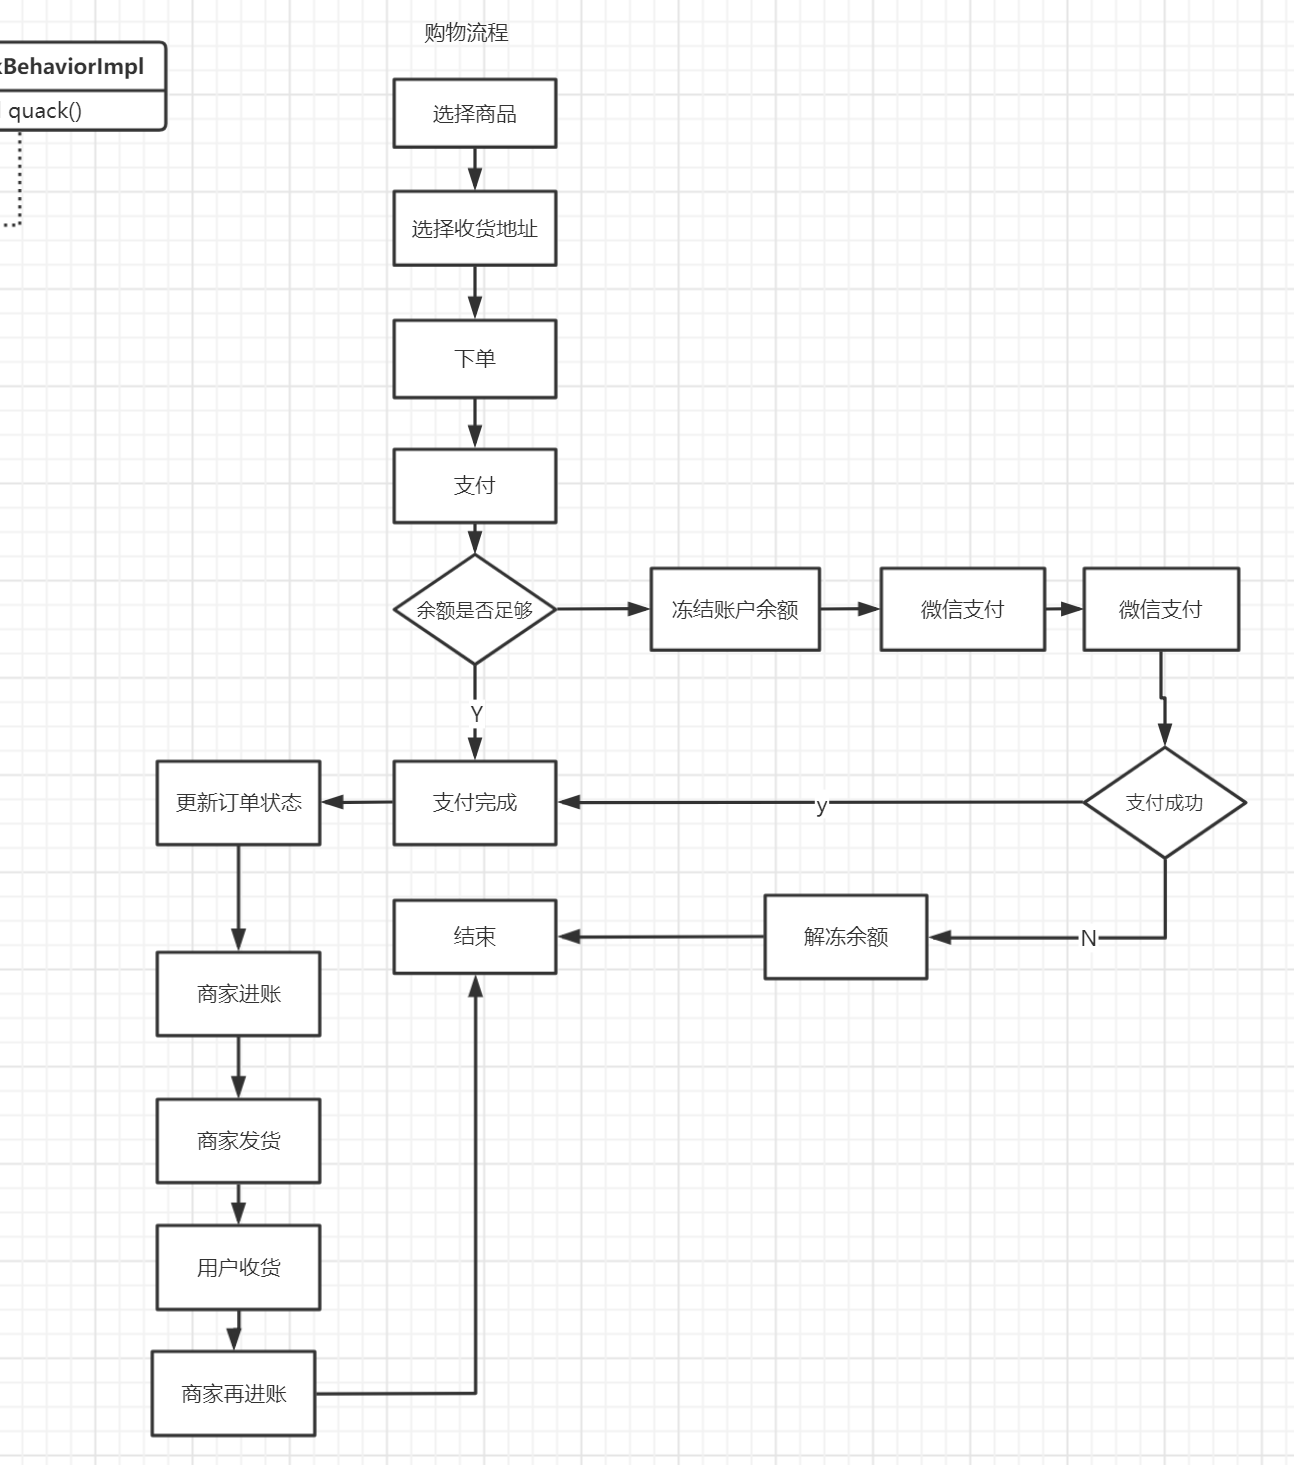 购物流程
BehaviorImpl
quack()
选择商品
选择收货地址
下单
支付
余额是否足够
冻结账户余额
微信支付
微信支付
Y
更新订单状态
支付完成
y
支付成功
结束
解冻余额
N
商家进账
商家发货
用户收货
商家再进账